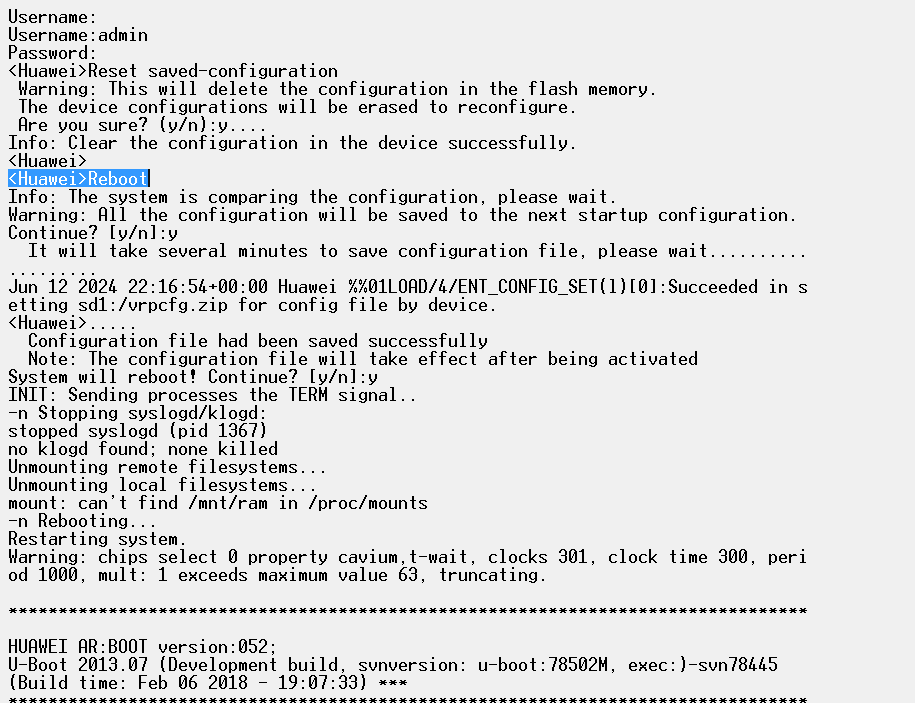 Username:
Username:admin
Password:
<Huawei>Reset saved-configuration
 Warning: This will delete the configuration in the flash memory.
 The device configurations will be erased to reconfigure.
 Are you sure? (y/n):y....
Info: Clear the configuration in the device successfully.
<Huawei>
<Huawei>Reboot
Info: The system is comparing the configuration, please wait.
Warning: All the configuration will be saved to the next startup configuration.
Continue? [y/n]:y
  It will take several minutes to save configuration file, please wait..........
.........
Jun 12 2024 22:16:54+00:00 Huawei %%01LOAD/4/ENT_CONFIG_SET(l)[0]:Succeeded in s
etting sd1:/vrpcfg.zip for config file by device.
<Huawei>.....
  Configuration file had been saved successfully
  Note: The configuration file will take effect after being activated
System will reboot! Continue? [y/n]:y
INIT: Sending processes the TERM signal..
-n Stopping syslogd/klogd:
stopped syslogd (pid 1367)
no klogd found; none killed
Unmounting remote filesystems...
Unmounting local filesystems...
mount: can't find /mnt/ram in /proc/mounts
-n Rebooting...
Restarting system.
Warning: chips select 0 property cavium,t-wait, clocks 301, clock time 300, peri
od 1000, mult: 1 exceeds maximum value 63, truncating.
********************************************************************************
HUAWEI AR:BOOT version:052;
U-Boot 2013.07 (Development build, svnversion: u-boot:78502M, exec:)-svn78445
(Build time: Feb 06 2018 - 19:07:33) ***
********************************************************************************